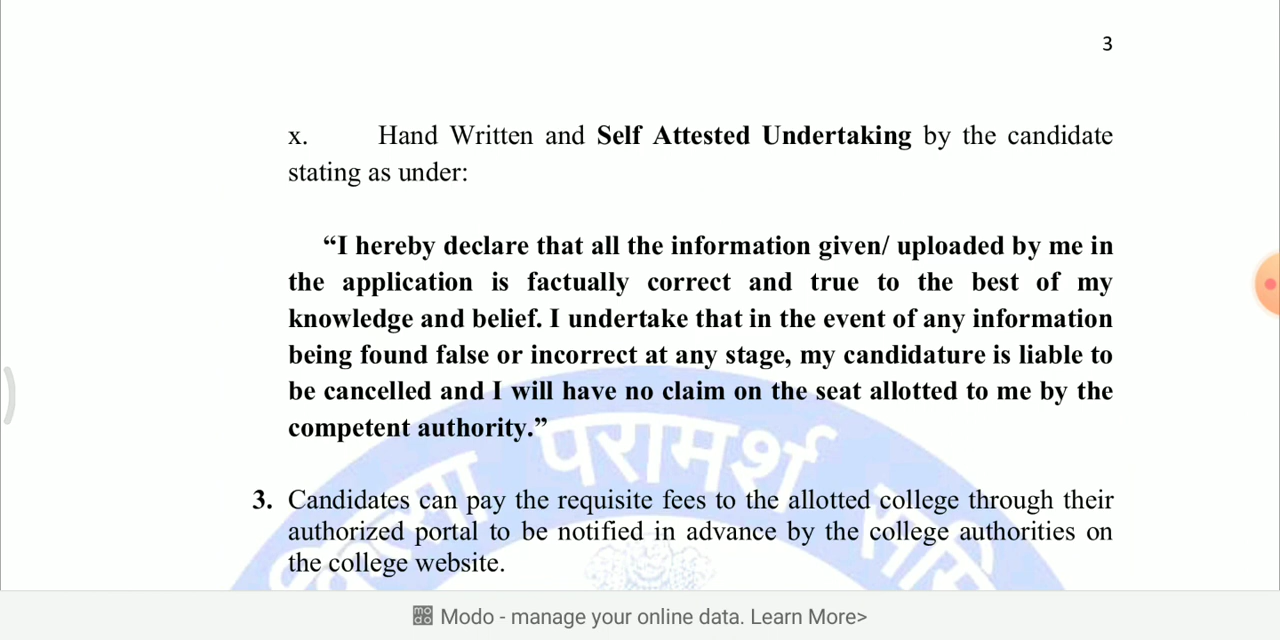 3
x. Hand Written and Self Attested Undertaking by the candidate
stating as under:
“I hereby declare that all the information given/ uploaded by me in
the application is factually correct and true to the best of my
knowledge and belief. I undertake that in the event of any information
being found false or incorrect at any stage, my candidature is liable to
be cancelled and I will have no claim on the seat allotted to me by the
competent authority.”
परामर्श
3. Candidates can pay the requisite fees to the allotted college through their
authorized portal to be notified in advance by the college authorities on
the college website.
modo Modo - manage your online data. Learn More>